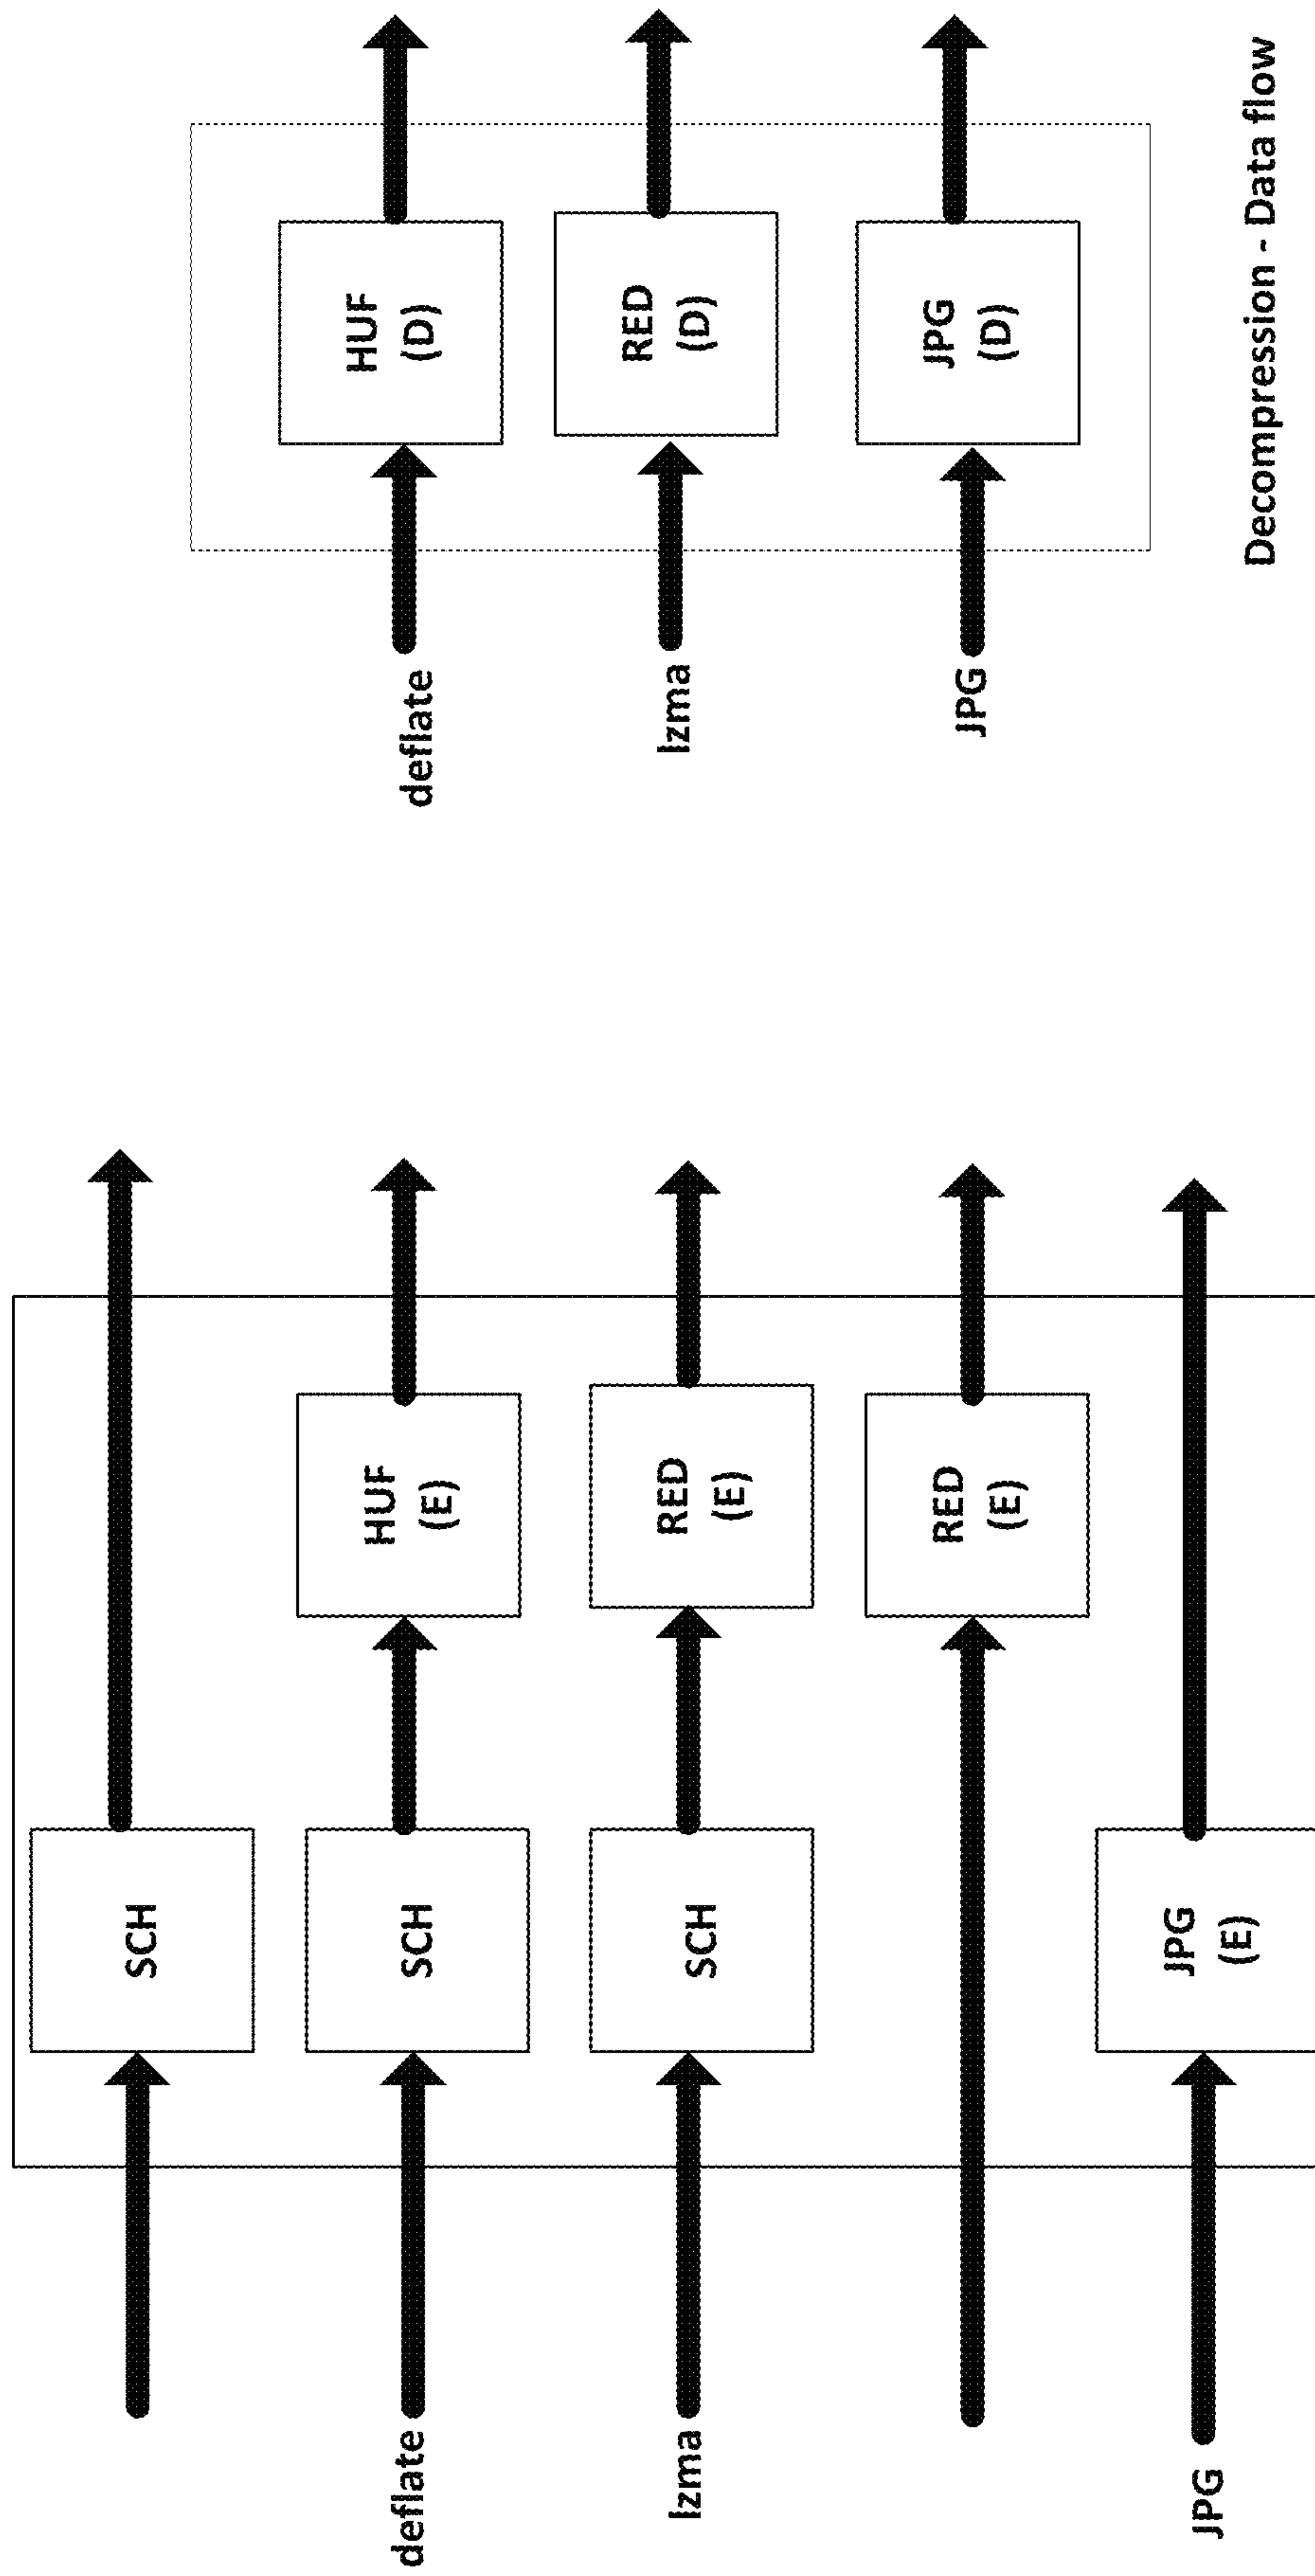 SCH
deflate
SCH
HUF
(E)
lzma
SCH
RED
(E)
RED
(E)
JPG
JPG
(E)
deflate
HUF
(D)
lzma
RED
(D)
JPG
JPG
(D)
Decompression - Data flow